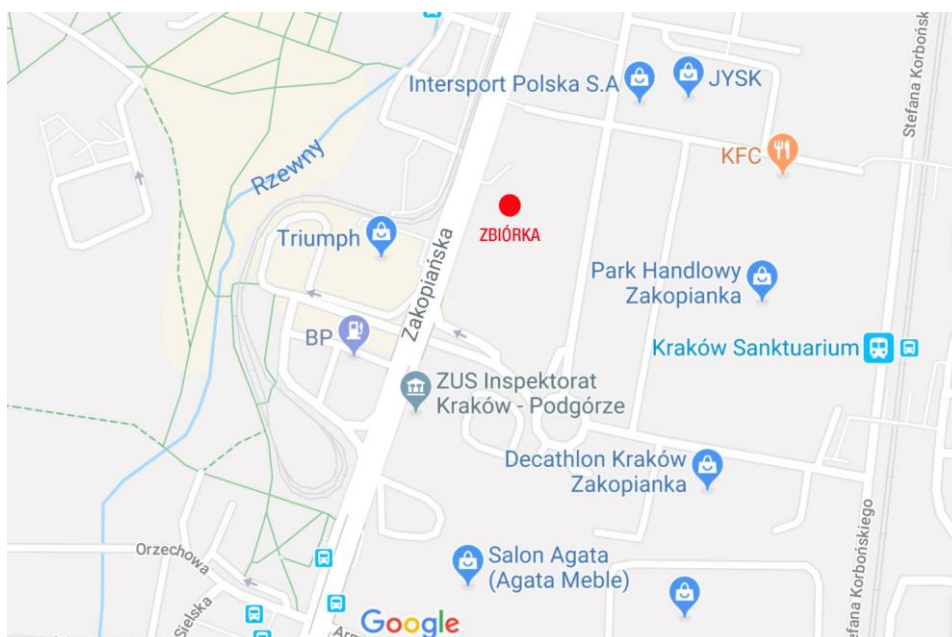 Intersport Polska S.A
JYSK
Stefana Korbońskiego
KFC
Rzewny
ZBIÓRKA
Triumph
Zakopiańska
Park Handlowy
Zakopianka
BP
Kraków Sanktuarium
ZUS Inspektorat
Kraków - Podgórze
Decathlon Kraków
Zakopianka
Stefana Korbońskiego
Orzechowa
Salon Agata
(Agata Meble)
Sielska
Google